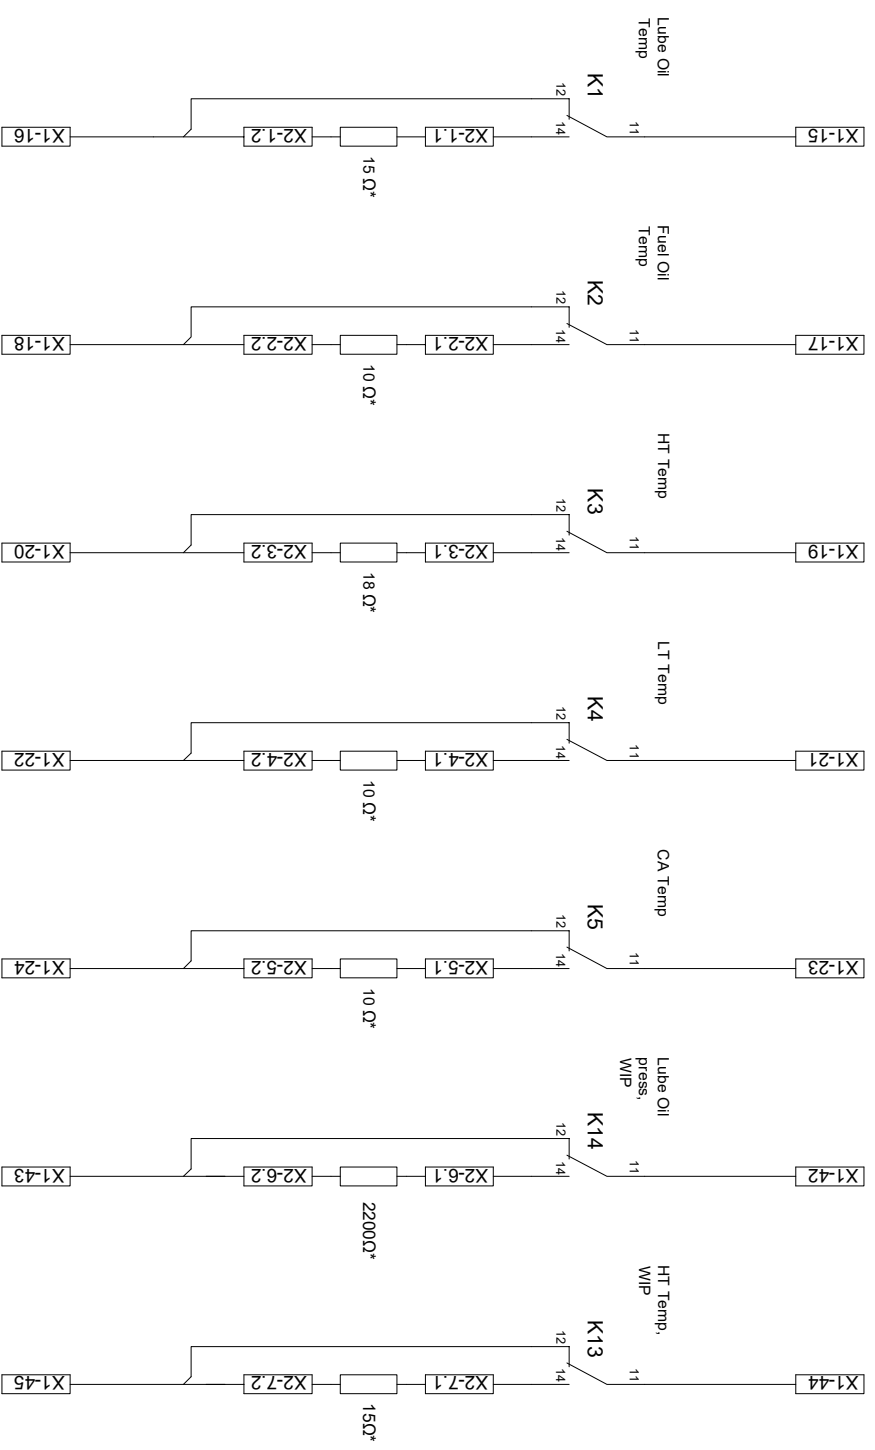 Lube Oil
Temp
K1
12
14
11
X1-16
X2-1.2
X2-1.1
X1-15
15 Ω*
Fuel Oil
Temp
K2
12
14
11
X1-18
X2-2.2
X2-2.1
X1-17
10 Ω*
HT Temp
K3
12
14
11
X1-20
X2-3.2
X2-3.1
X1-19
18 Ω*
LT Temp
K4
12
14
11
X1-22
X2-4.2
X2-4.1
X1-21
10 Ω*
CA Temp
K5
12
14
11
X1-24
X2-5.2
X2-5.1
X1-23
10 Ω*
Lube Oil
press,
WIP
K14
12
14
11
X1-43
X2-6.2
X2-6.1
X1-42
2200Ω*
HT Temp,
WIP
K13
12
14
11
X1-45
X2-7.2
X2-7.1
X1-44
15Ω*